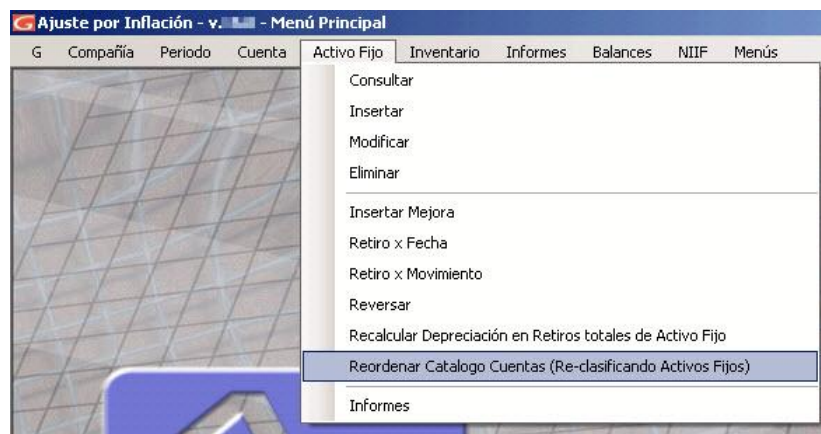 G Ajuste por Inflación - v. - Menú Principal
G Compañía Periodo Cuenta Activo Fijo Inventario Informes Balances NIIF Menús
Consultar
Insertar
Modificar
Eliminar
Insertar Mejora
Retiro x Fecha
Retiro x Movimiento
Reversar
Recalcular Depreciación en Retiros totales de Activo Fijo
Reordenar Catalogo Cuentas (Re-clasificando Activos Fijos)
Informes